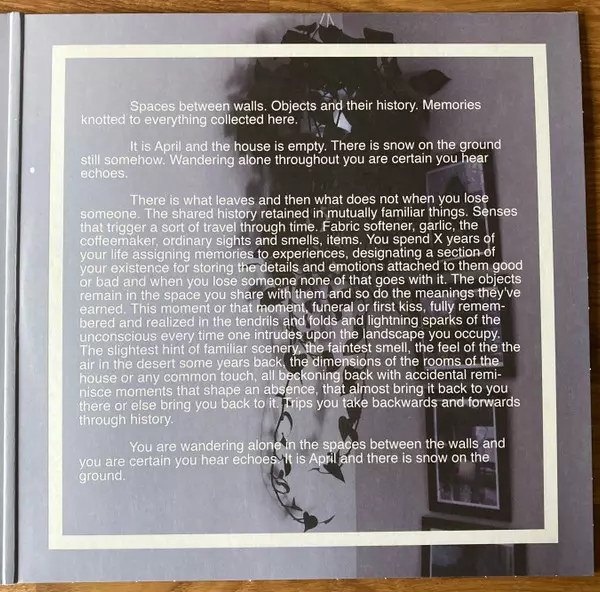 Spaces between walls. Objects and their history. Memories
knotted to everything collected here.
It is April and the house is empty. There is snow on the ground
still somehow. Wandering alone throughout you are certain you hear
echoes.
There is what leaves and then what does not when you lose
someone. The shared history retained in mutually familiar things. Senses
that trigger a sort of travel through time. Fabric softener, garlic, the
coffeemaker, ordinary sights and smells, items. You spend X years of
your life assigning memories to experiences, designating a section of
your existence for storing the details and emotions attached to them good
or bad and when you lose someone none of that goes with it. The objects
remain in the space you share with them and so do the meanings they've
earned. This moment or that moment, funeral or first kiss, fully remem-
bered and realized in the tendrils and folds and lightning sparks of the
unconscious every time one intrudes upon the landscape you occupy.
The slightest hint of familiar scenery, the faintest smell, the feel of the the
air in the desert some years back, the dimensions of the rooms of the
house or any common touch, all beckoning back with accidental remi-
nisce moments that shape an absence, that almost bring it back to you
there or else bring you back to it. Trips you take backwards and forwards
through history.
You are wandering alone in the spaces between the walls and
you are certain you hear echoes. It is April and there is snow on the
ground.